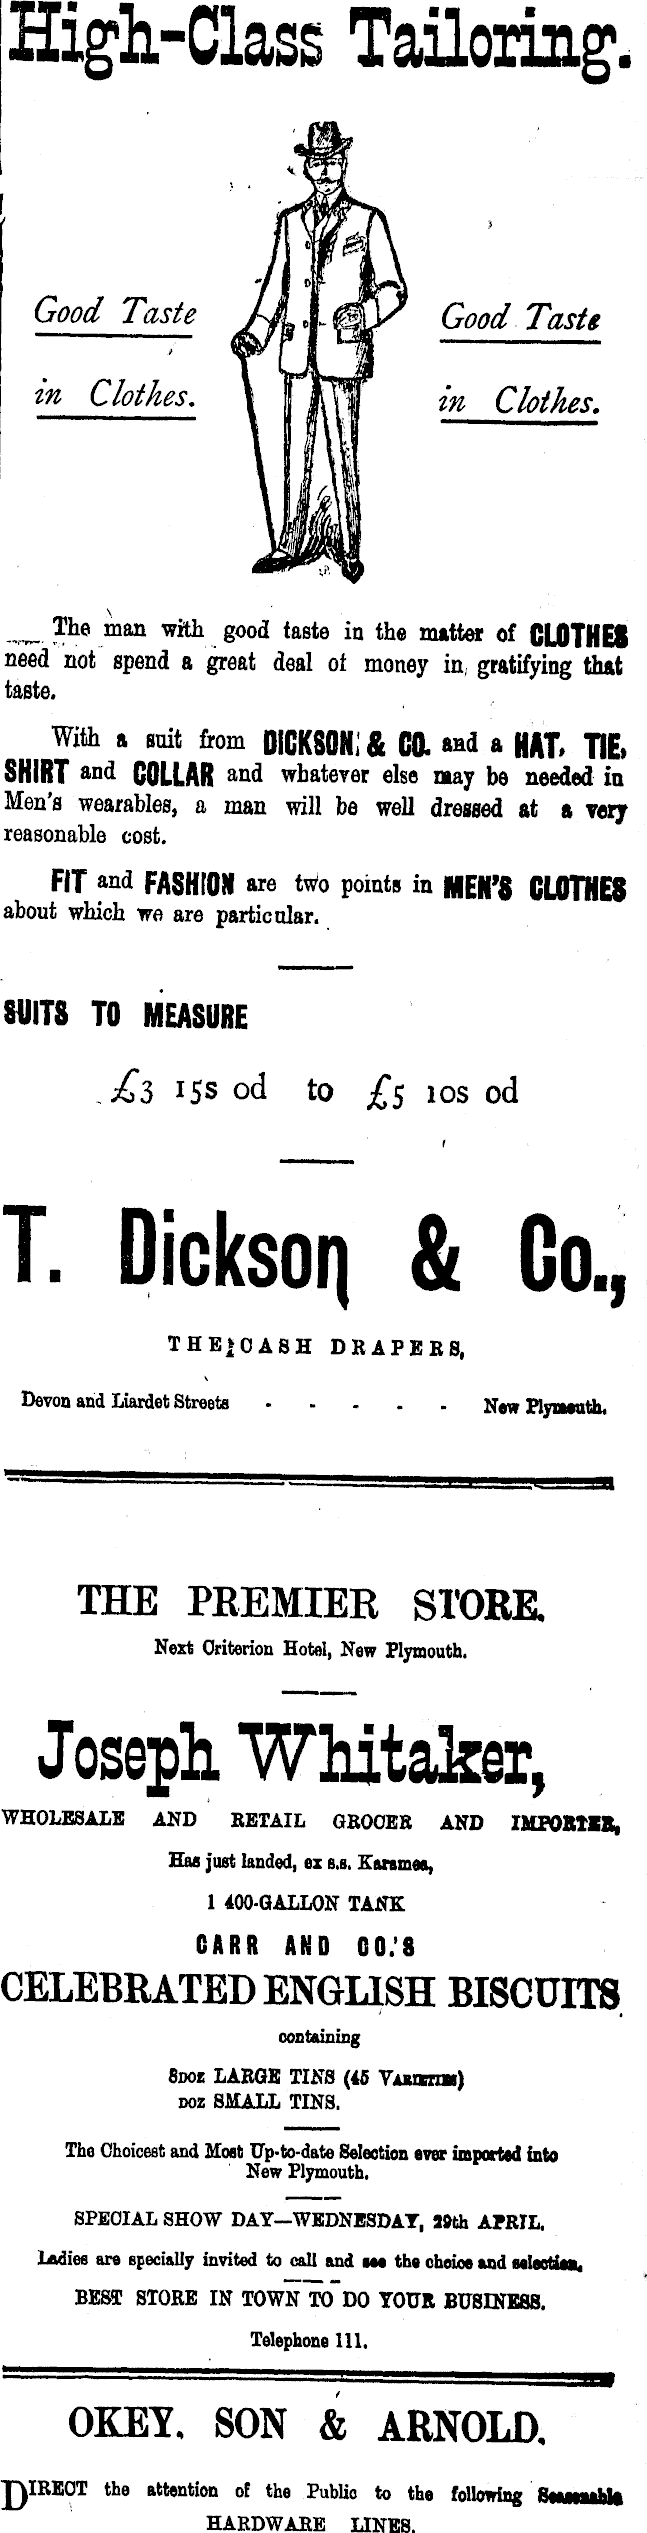 High-Class Tailoring.
Good Taste
in Clothes.
Good Taste
in Clothes.
The man with good taste in the matter of CLOTHES
need not spend a great deal of money in gratifying that
taste.
With a suit from DICKSON & CO. and a HAT, TIE,
SHIRT and COLLAR and whatever else may be needed in
Men's wearables, a man will be well dressed at a very
reasonable cost.
FIT and FASHION are two points in MEN'S CLOTHES
about which we are particular.
SUITS TO MEASURE
£3 15s 0d to £5 10s 0d
T. Dickson & Co.,
THE CASH DRAPERS,
Devon and Liardet Streets - - - - - New Plymouth.
THE PREMIER STORE.
Next Criterion Hotel, New Plymouth.
Joseph Whitaker,
WHOLESALE AND RETAIL GROCER AND IMPORTER,
Has just landed, ex s.s. Karamea,
1 400-GALLON TANK
CARR AND CO.'S
CELEBRATED ENGLISH BISCUITS
containing
8DOZ LARGE TINS (45 VARIETIES)
DOZ SMALL TINS.
The Choicest and Most Up-to-date Selection ever imported into
New Plymouth.
SPECIAL SHOW DAY—WEDNESDAY, 29th APRIL.
Ladies are specially invited to call and see the choice and selection.
BEST STORE IN TOWN TO DO YOUR BUSINESS.
Telephone 111.
OKEY, SON & ARNOLD.
DIRECT the attention of the Public to the following Seasonable
HARDWARE LINES.